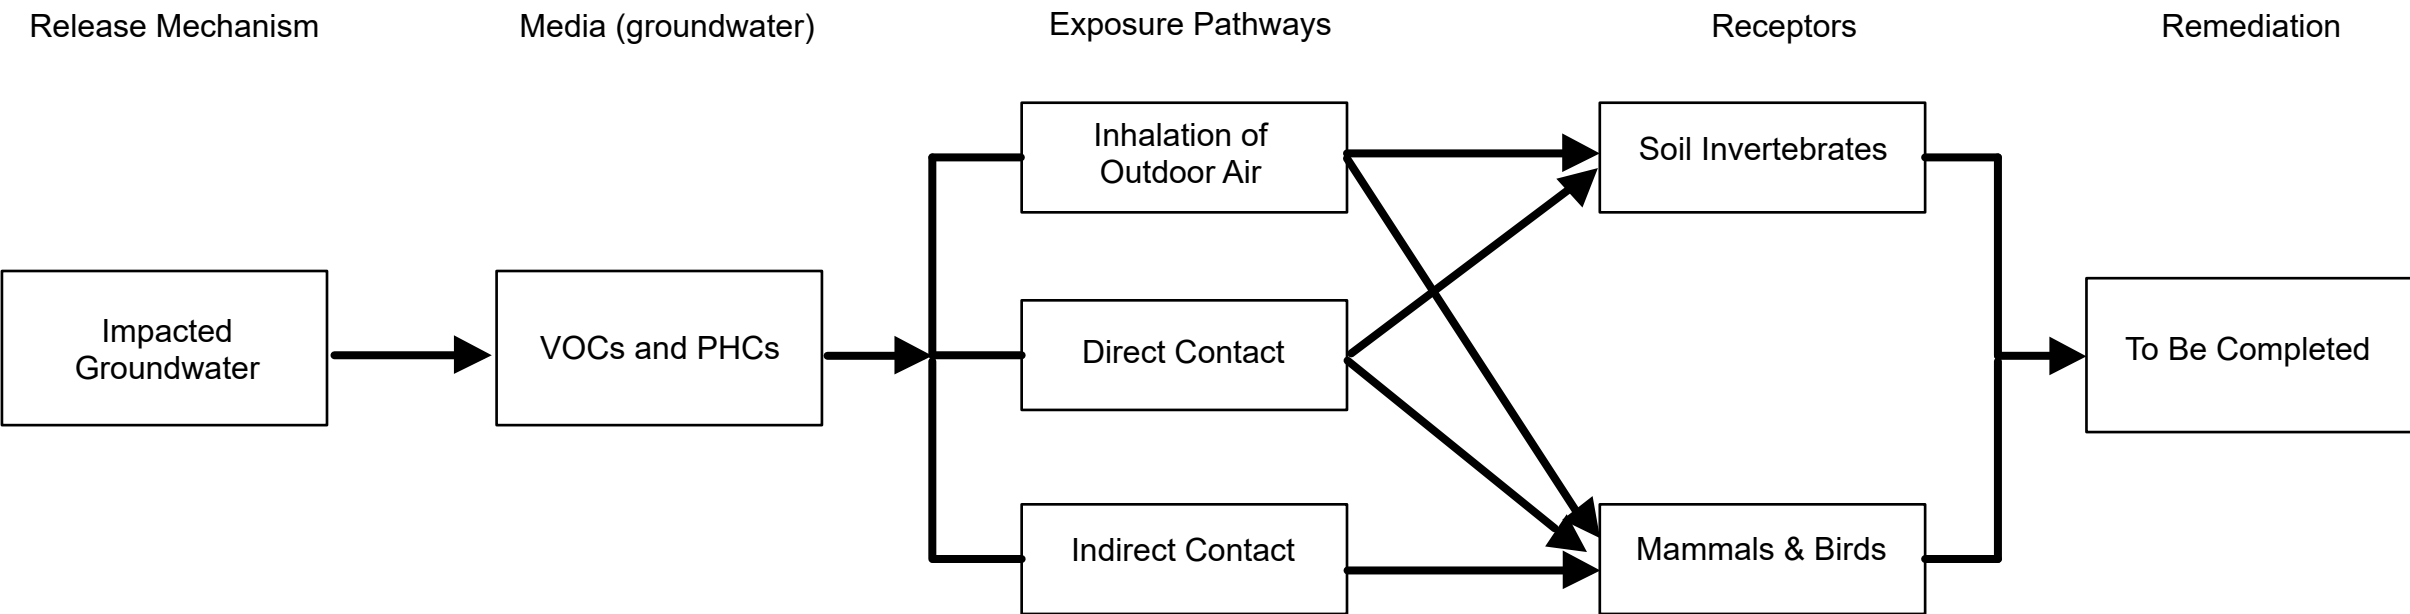 Release Mechanism
Media (groundwater)
Exposure Pathways
Receptors
Remediation
Impacted
Groundwater
VOCs and PHCs
Inhalation of
Outdoor Air
Direct Contact
Indirect Contact
Soil Invertebrates
Mammals & Birds
To Be Completed